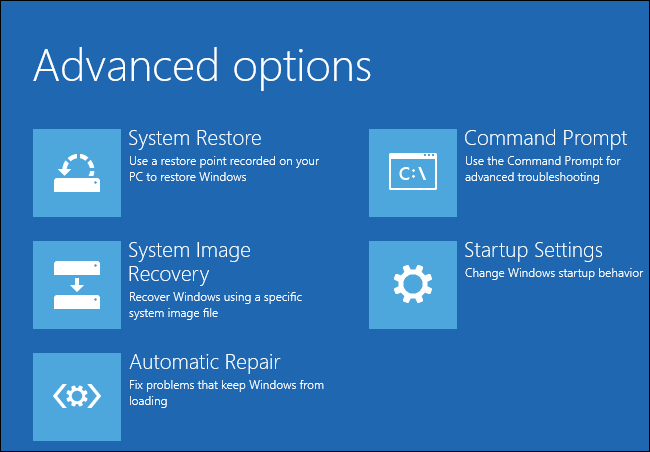 Advanced options
System Restore
Use a restore point recorded on your
PC to restore Windows
System Image
Recovery
Recover Windows using a specific
system image file
Automatic Repair
Fix problems that keep Windows from
loading
Command Prompt
Use the Command Prompt for
advanced troubleshooting
C:\
Startup Settings
Change Windows startup behavior